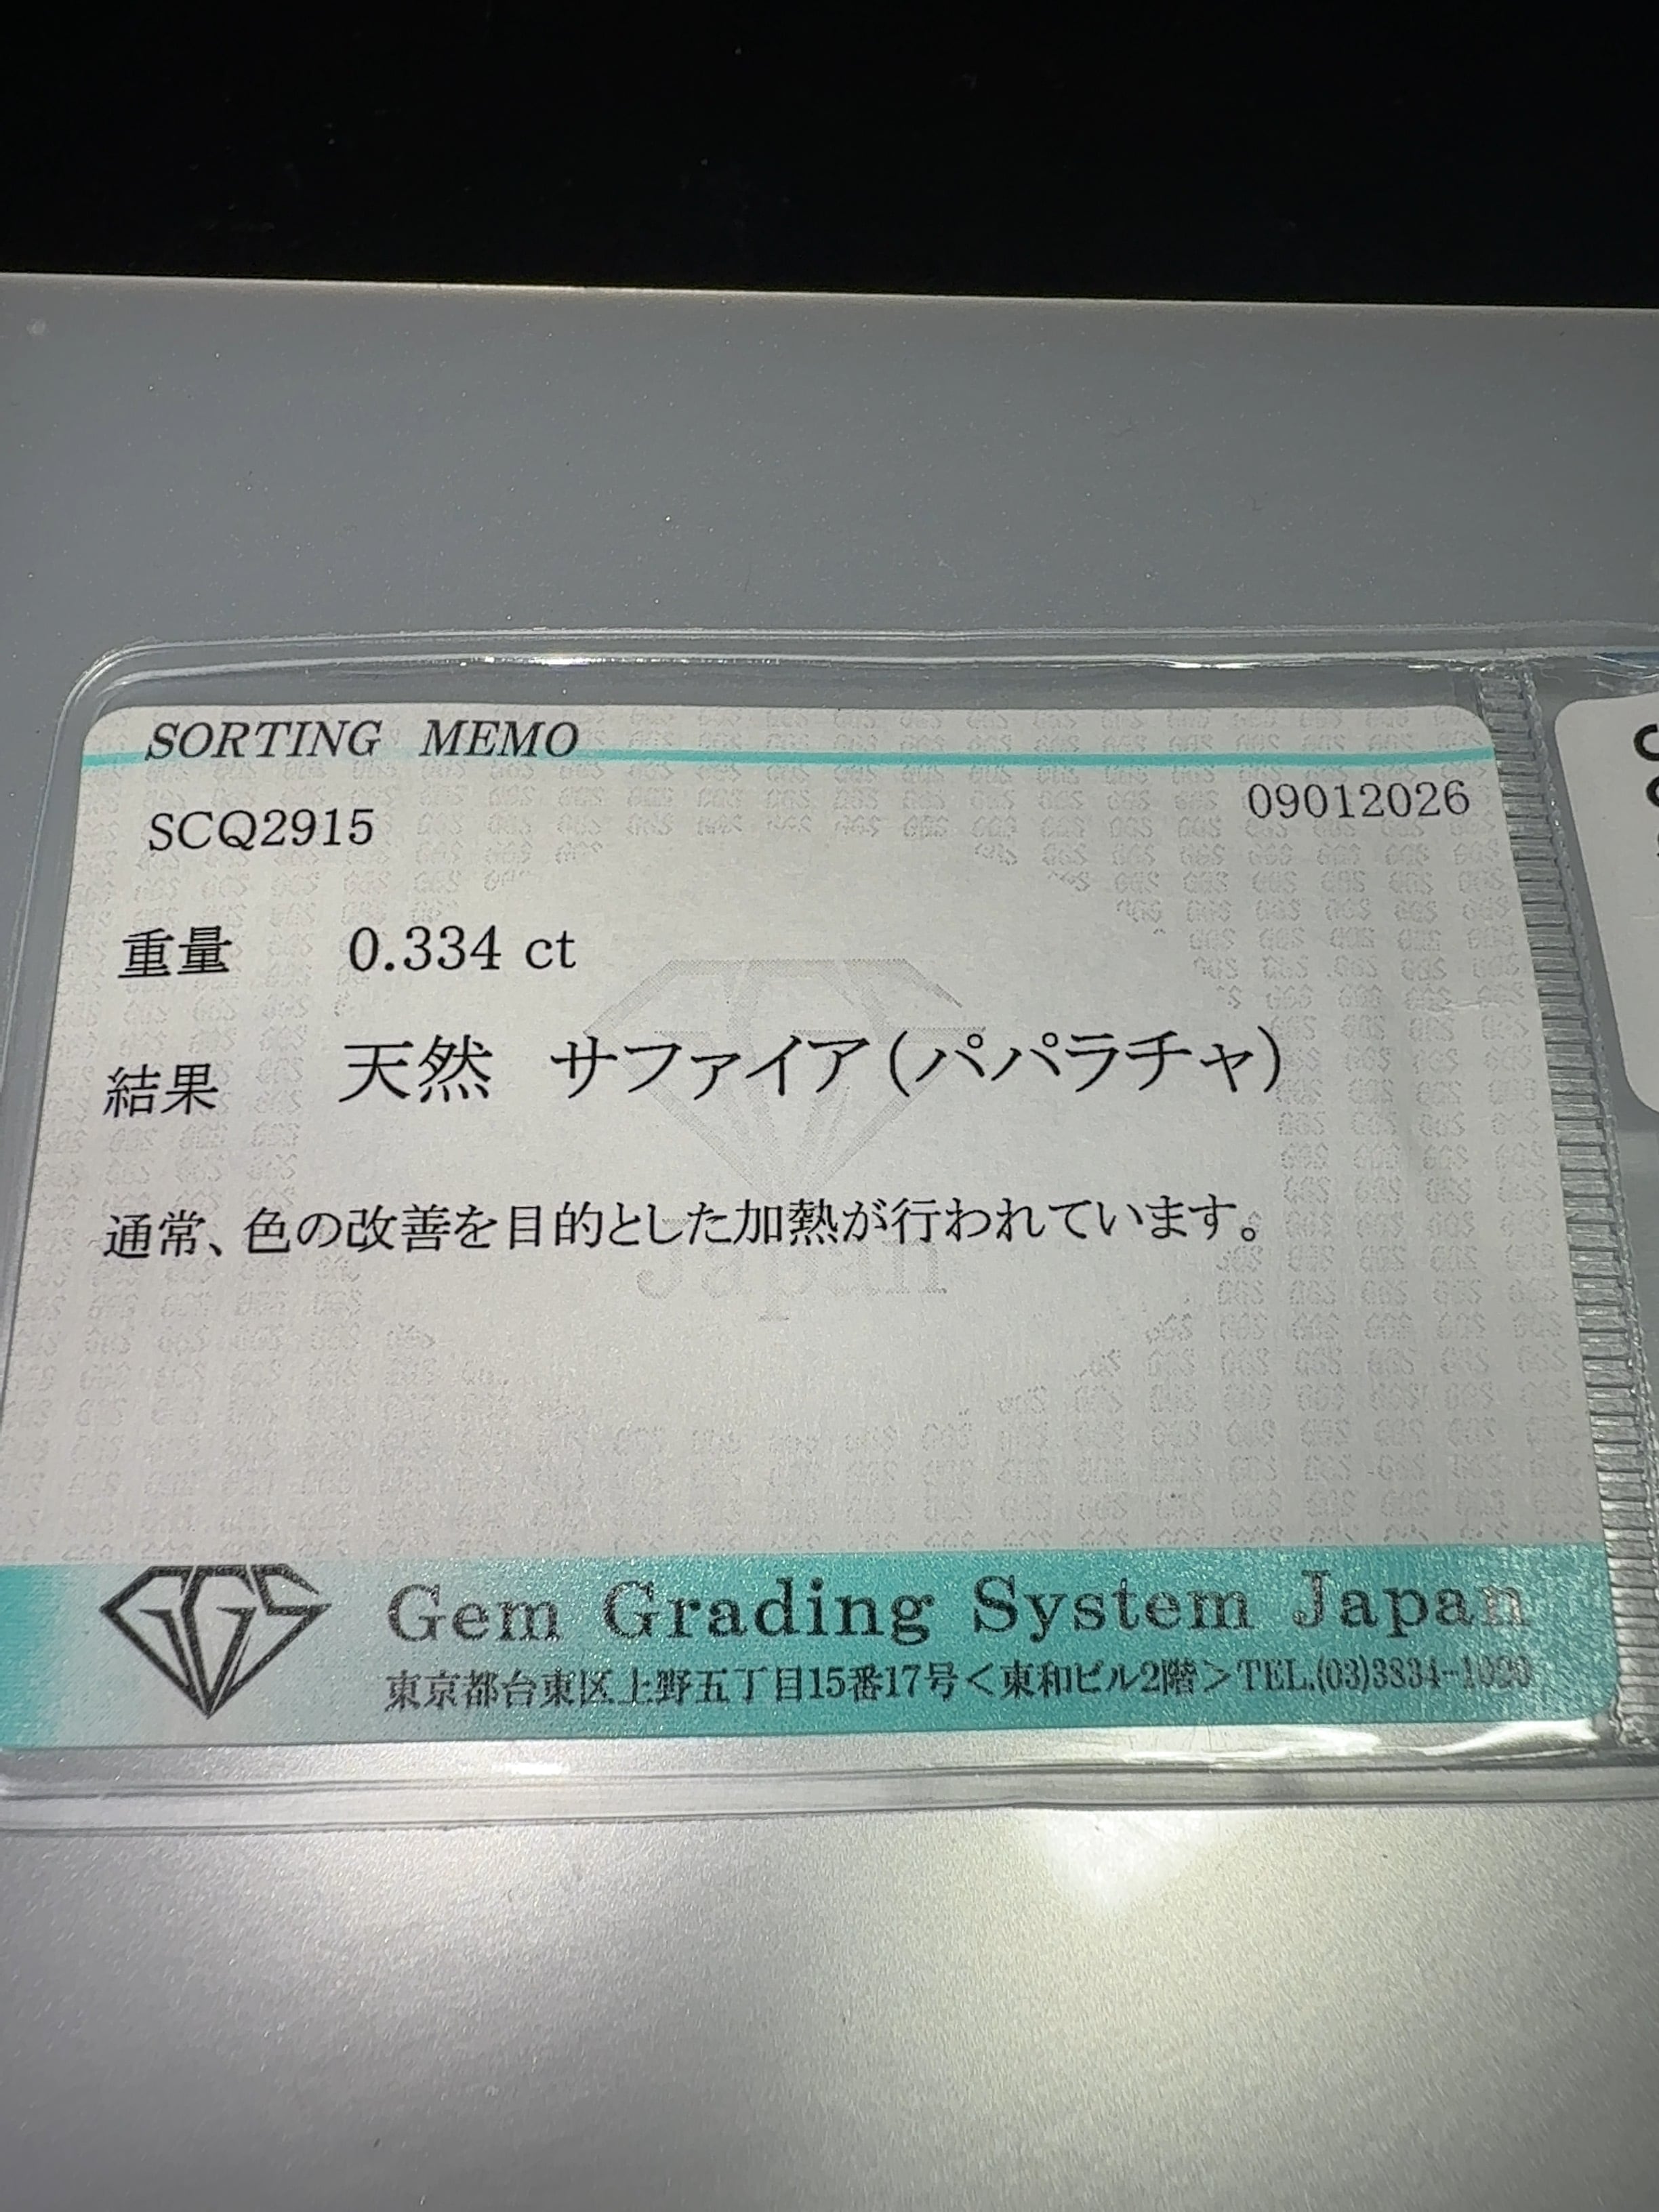 SORTING MEMO
SCQ2915 09012026
重量 0.334 ct
結果 天然 サファイア(パパラチャ)
通常、色の改善を目的とした加熱が行われています。
Japan
GGS Gem Grading System Japan
東京都台東区上野五丁目15番17号<東和ビル2階>TEL.(03)3834-1020